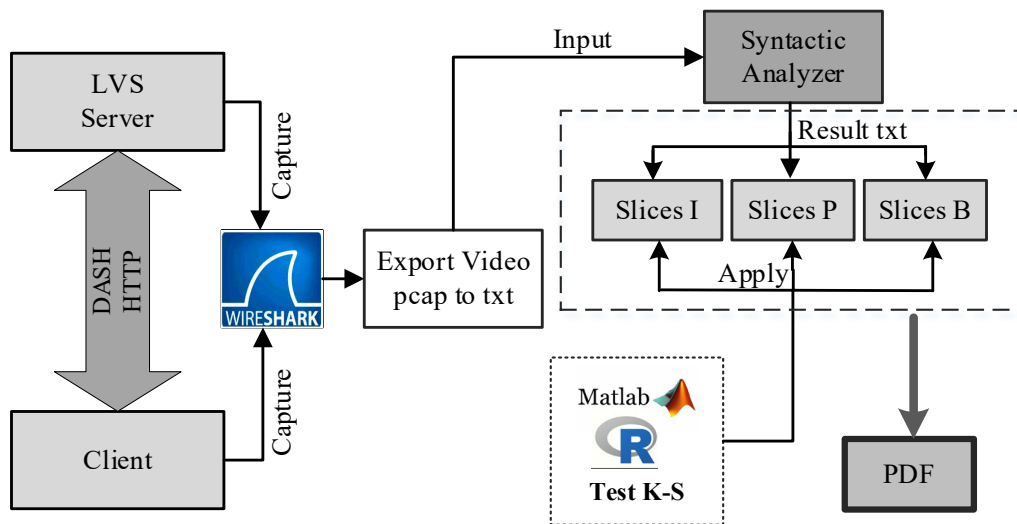 LVS
Server
DASH
HTTP
Client
Capture
Capture
WIRESHARK
Export Video
pcap to txt
Input
Syntactic
Analyzer
Result txt
Slices I
Slices P
Slices B
Apply
Matlab
R
Test K-S
PDF